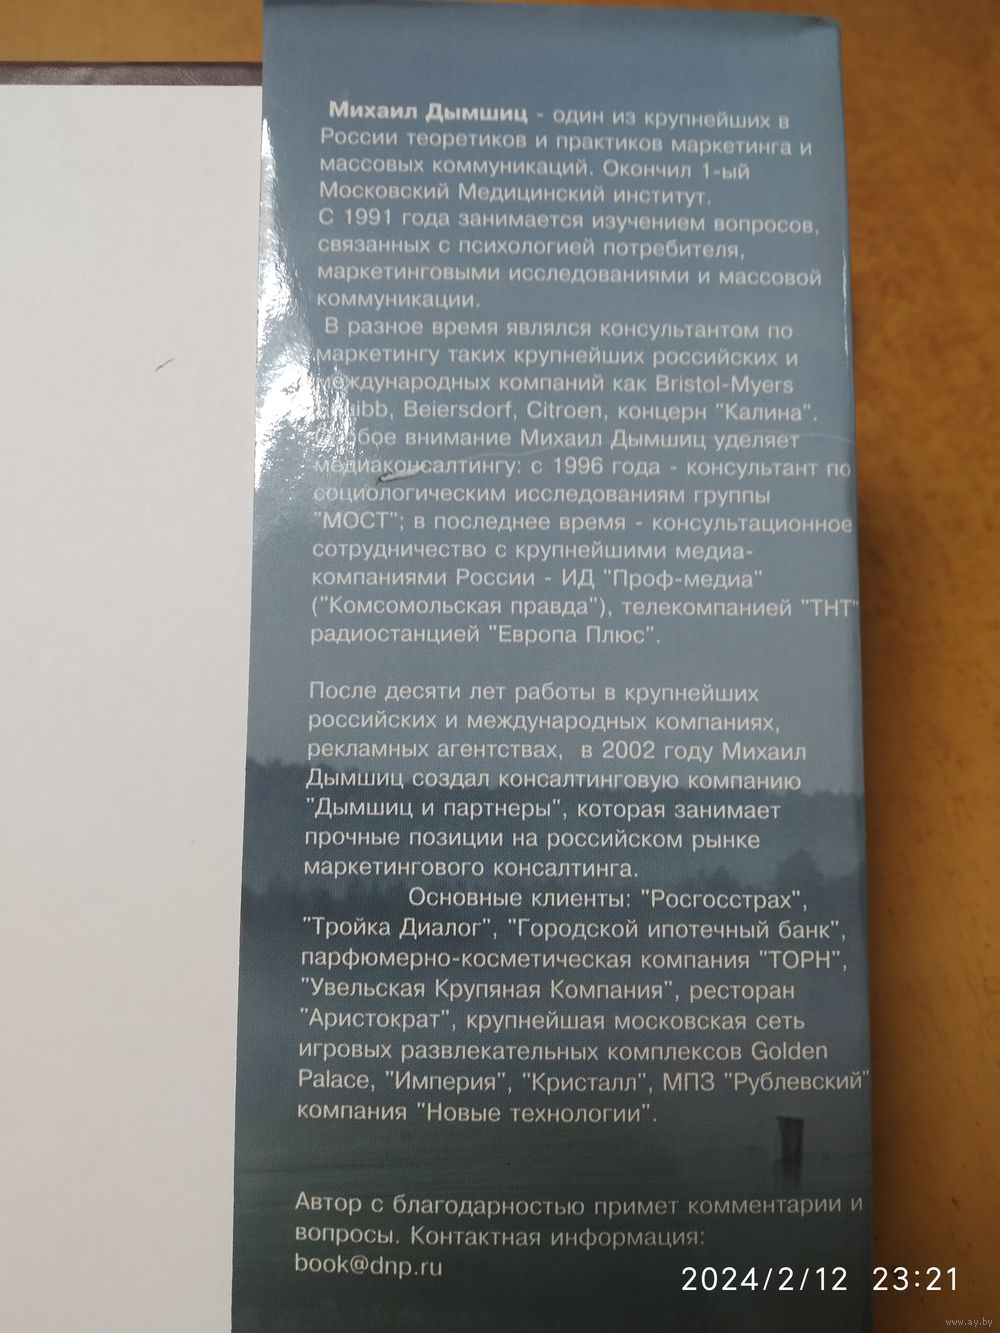 Михаил Дымшиц - один из крупнейших в
России теоретиков и практиков маркетинга и
массовых коммуникаций. Окончил 1-ый
Московский Медицинский институт.
С 1991 года занимается изучением вопросов,
связанных с психологией потребителя,
маркетинговыми исследованиями и массовой
коммуникации.
В разное время являлся консультантом по
маркетингу таких крупнейших российских и
международных компаний как Bristol-Myers
Beiersdorf, Citroen, концерн "Калина".
Особое внимание Михаил Дымшиц уделяет
медиаконсалтингу: с 1996 года - консультант по
социологическим исследованиям группы
"МОСТ"; в последнее время - консультационное
сотрудничество с крупнейшими медиа-
компаниями России - ИД "Проф-медиа"
("Комсомольская правда"), телекомпанией "ТНТ"
радиостанцией "Европа Плюс".
После десяти лет работы в крупнейших
российских и международных компаниях,
рекламных агентствах, в 2002 году Михаил
Дымшиц создал консалтинговую компанию
"Дымшиц и партнеры", которая занимает
прочные позиции на российском рынке
маркетингового консалтинга.
Основные клиенты: "Росгосстрах",
"Тройка Диалог", "Городской ипотечный банк",
парфюмерно-косметическая компания "ТОРН",
"Увельская Крупяная Компания", ресторан
"Аристократ", крупнейшая московская сеть
игровых развлекательных комплексов Golden
Palace, "Империя", "Кристалл", МПЗ "Рублевский"
компания "Новые технологии".
Автор с благодарностью примет комментарии и
вопросы. Контактная информация:
book@dnp.ru
2024/2/12 23:21
www.ay.by